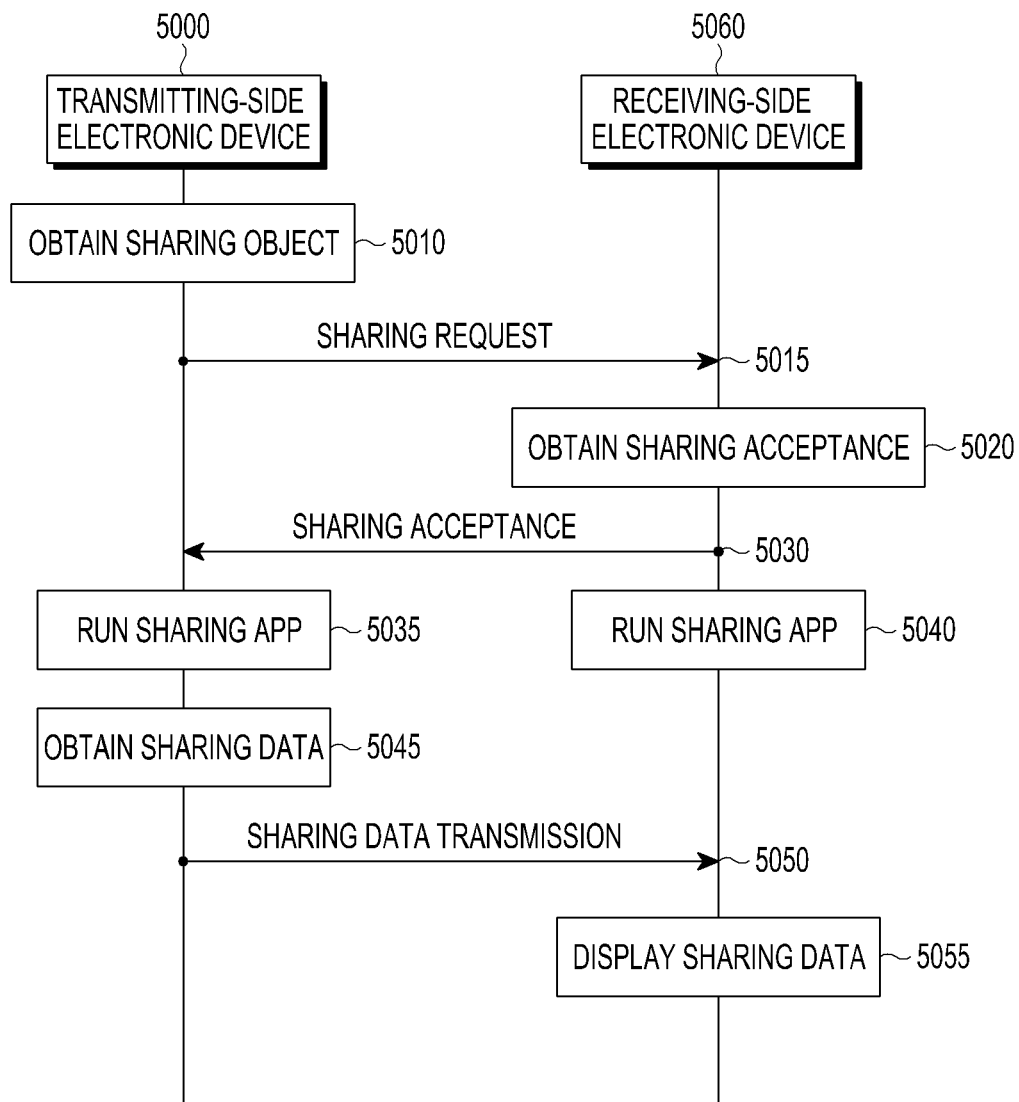 5000
5060
TRANSMITTING-SIDE
ELECTRONIC DEVICE
RECEIVING-SIDE
ELECTRONIC DEVICE
OBTAIN SHARING OBJECT
5010
SHARING REQUEST
5015
OBTAIN SHARING ACCEPTANCE
5020
SHARING ACCEPTANCE
5030
RUN SHARING APP
5035
RUN SHARING APP
5040
OBTAIN SHARING DATA
5045
SHARING DATA TRANSMISSION
5050
DISPLAY SHARING DATA
5055